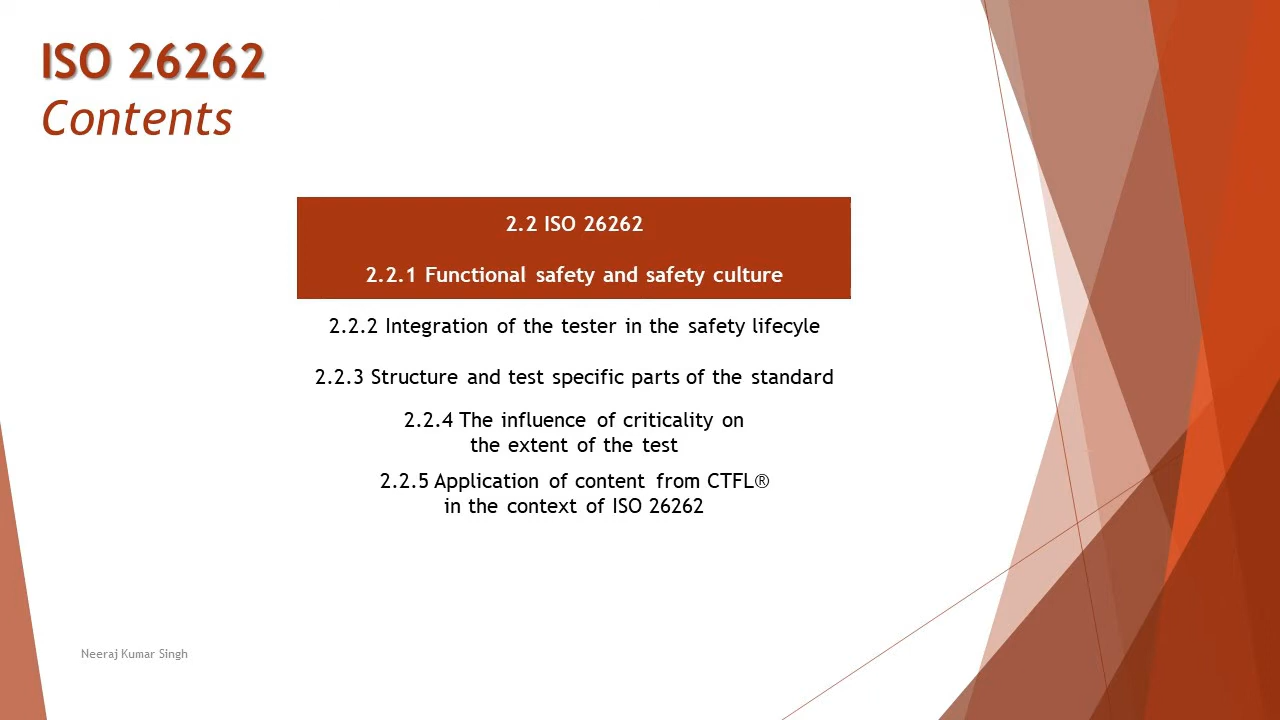 ISO 26262
Contents
2.2 ISO 26262
2.2.1 Functional safety and safety culture
2.2.2 Integration of the tester in the safety lifecyle
2.2.3 Structure and test specific parts of the standard
2.2.4 The influence of criticality on
the extent of the test
2.2.5 Application of content from CTFL®
in the context of ISO 26262
Neeraj Kumar Singh